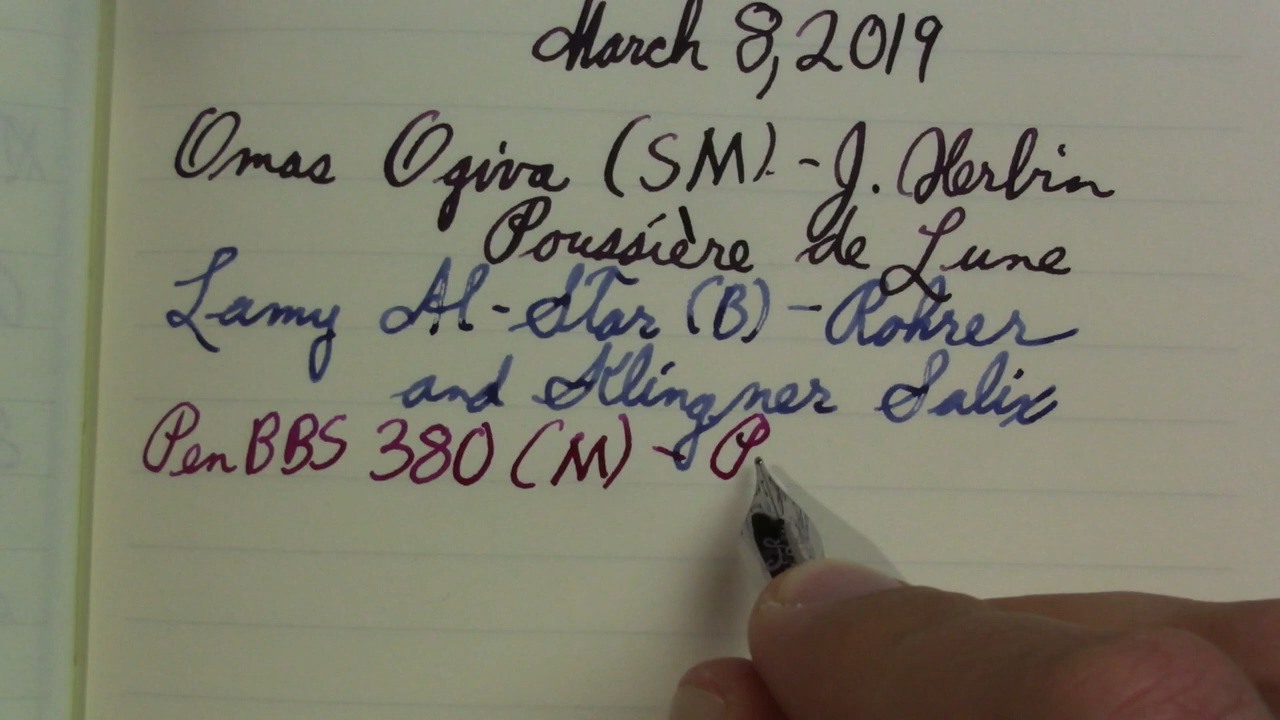 March 8, 2019
Omas Ogiva (SM) - J. Herbin
Poussière de Lune
Lamy Al-Star (B) - Rohrer
and Klingner Salix
PenBBS 380 (M) - P